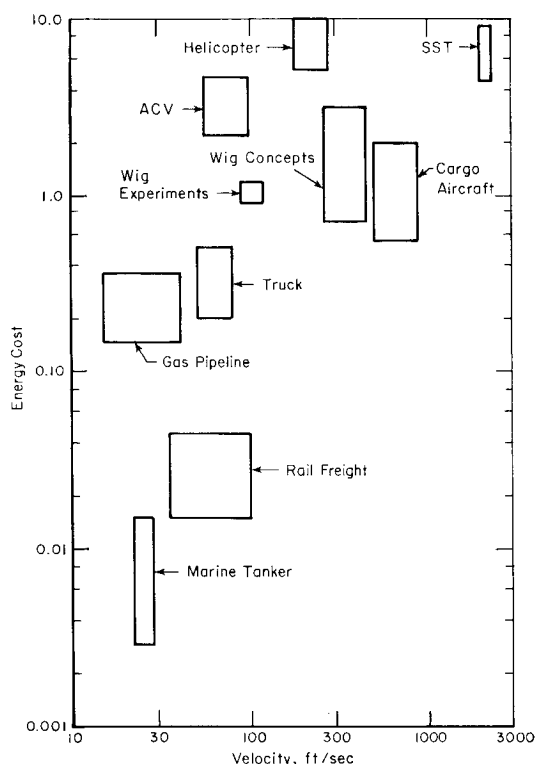 10.0
Helicopter
SST
ACV
Wig Concepts
Cargo
Aircraft
Wig
Experiments
1.0
Truck
Gas Pipeline
0.10
Energy Cost
Rail Freight
0.01
Marine Tanker
0.001
10 30 100 300 1000 3000
Velocity, ft/sec